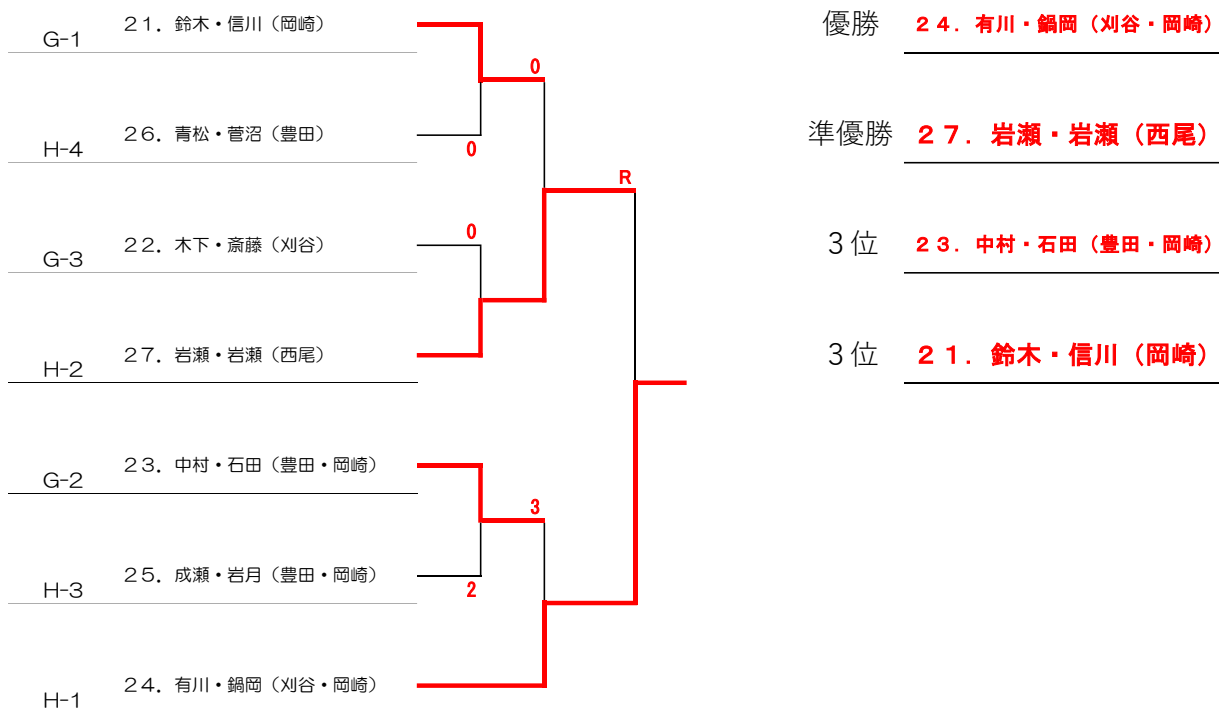 G-1 ２１．鈴木・信川（岡崎）
0
H-4 ２６．青松・菅沼（豊田）
0
R
G-3 ２２．木下・斎藤（刈谷）
0
H-2 ２７．岩瀬・岩瀬（西尾）
G-2 ２３．中村・石田（豊田・岡崎）
3
H-3 ２５．成瀬・岩月（豊田・岡崎）
2
H-1 ２４．有川・鍋岡（刈谷・岡崎）
優勝 ２４．有川・鍋岡（刈谷・岡崎）
準優勝 ２７．岩瀬・岩瀬（西尾）
３位 ２３．中村・石田（豊田・岡崎）
３位 ２１．鈴木・信川（岡崎）